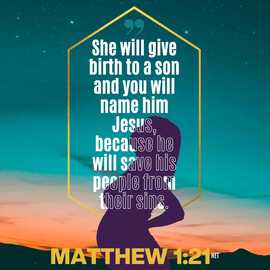 She will give
birth to a son
and you will
name him
Jesus,
because he
will save his
people from
their sins.
MATTHEW 1:21 NET